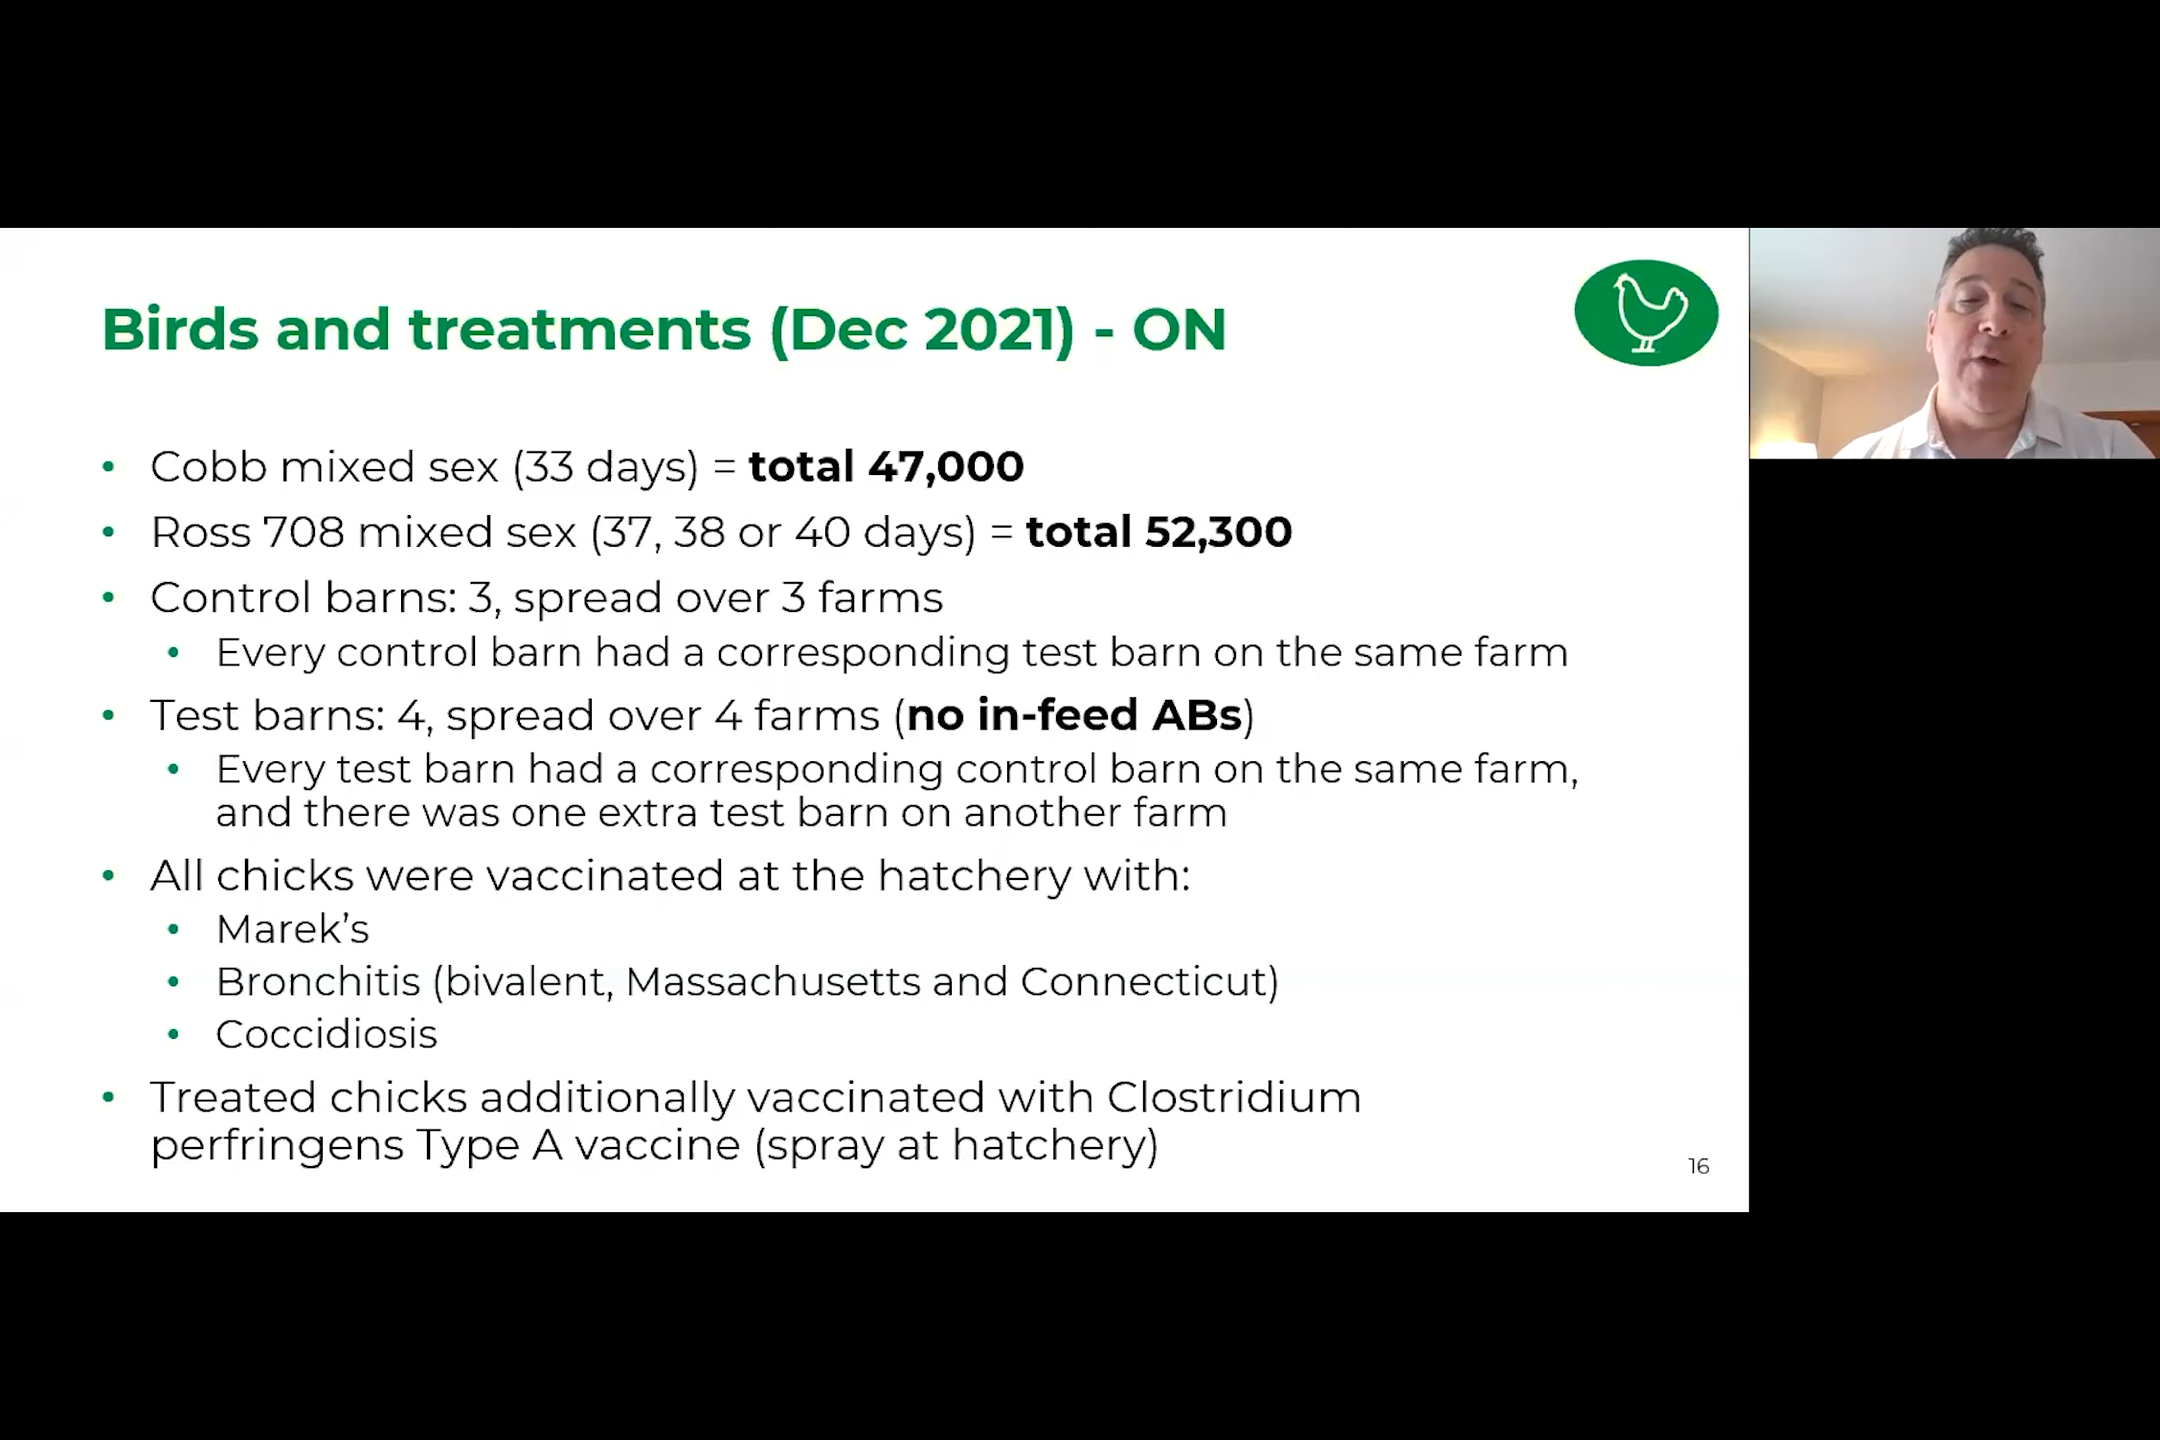 Birds and treatments (Dec 2021) - ON
• Cobb mixed sex (33 days) = total 47,000
• Ross 708 mixed sex (37, 38 or 40 days) = total 52,300
• Control barns: 3, spread over 3 farms
• Every control barn had a corresponding test barn on the same farm
• Test barns: 4, spread over 4 farms (no in-feed ABs)
• Every test barn had a corresponding control barn on the same farm,
and there was one extra test barn on another farm
• All chicks were vaccinated at the hatchery with:
• Marek’s
• Bronchitis (bivalent, Massachusetts and Connecticut)
• Coccidiosis
• Treated chicks additionally vaccinated with Clostridium
perfringens Type A vaccine (spray at hatchery)
16